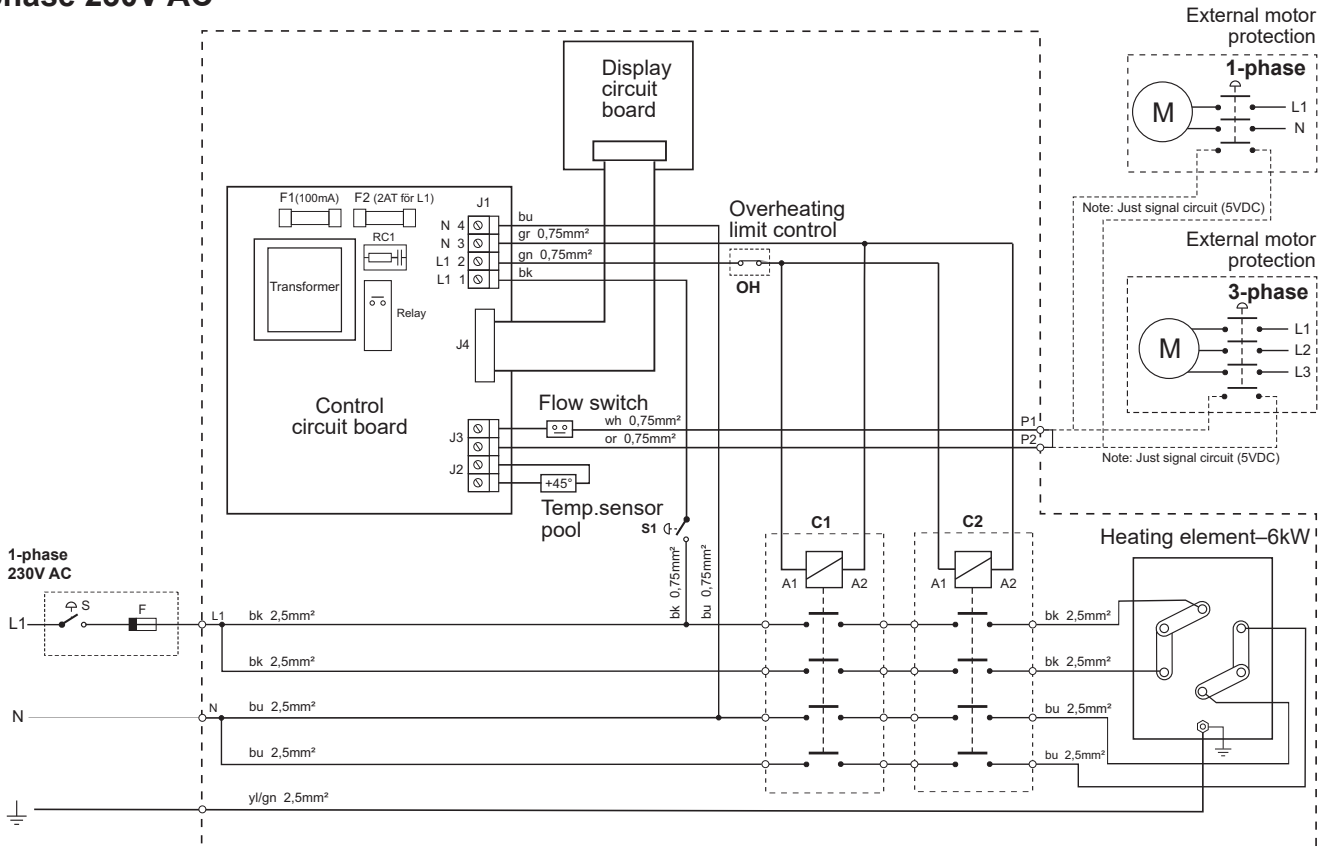 phase 230V AC
External motor
protection
1-phase
M
L1
N
Note: Just signal circuit (5VDC)
External motor
protection
3-phase
M
L1
L2
L3
Note: Just signal circuit (5VDC)
Display
circuit
board
F1(100mA)
F2 (2AT för L1)
J1
RC1
Transformer
Relay
N 4
N 3
L1 2
L1 1
bu
gr 0,75mm²
gn 0,75mm²
bk
Overheating
limit control
OH
J4
Control
circuit board
Flow switch
J3
wh 0,75mm²
or 0,75mm²
P1
P2
J2
+45°
Temp.sensor
pool
S1
bk 0,75mm²
bu 0,75mm²
C1
A1
A2
C2
A1
A2
Heating element–6kW
1-phase
230V AC
L1
S
F
L1
bk 2,5mm²
bk 2,5mm²
bk 2,5mm²
bk 2,5mm²
N
N
bu 2,5mm²
bu 2,5mm²
bu 2,5mm²
bu 2,5mm²
yl/gn 2,5mm²